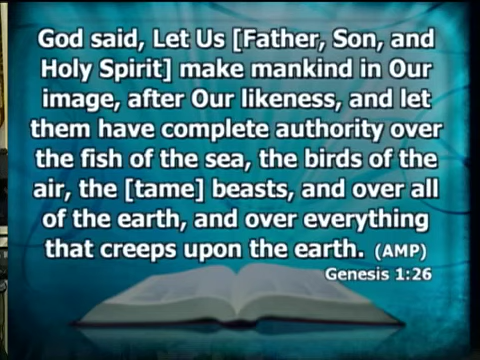 God said, Let Us [Father, Son, and
Holy Spirit] make mankind in Our
image, after Our likeness, and let
them have complete authority over
the fish of the sea, the birds of the
air, the [tame] beasts, and over all
of the earth, and over everything
that creeps upon the earth. (AMP)
Genesis 1:26